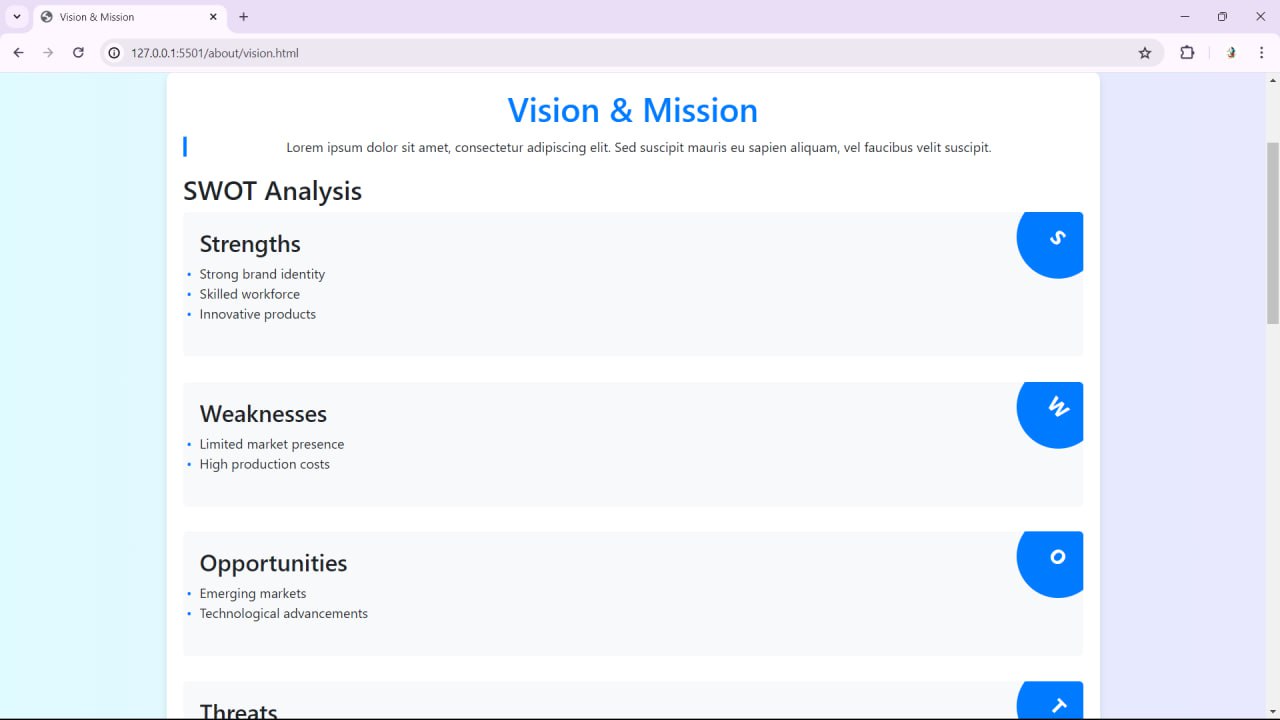 Vision & Mission
127.0.0.1:5501/about/vision.html
Vision & Mission
Lorem ipsum dolor sit amet, consectetur adipiscing elit. Sed suscipit mauris eu sapien aliquam, vel faucibus velit suscipit.
SWOT Analysis
Strengths
S
• Strong brand identity
• Skilled workforce
• Innovative products
Weaknesses
W
• Limited market presence
• High production costs
Opportunities
O
• Emerging markets
• Technological advancements
Threats
T